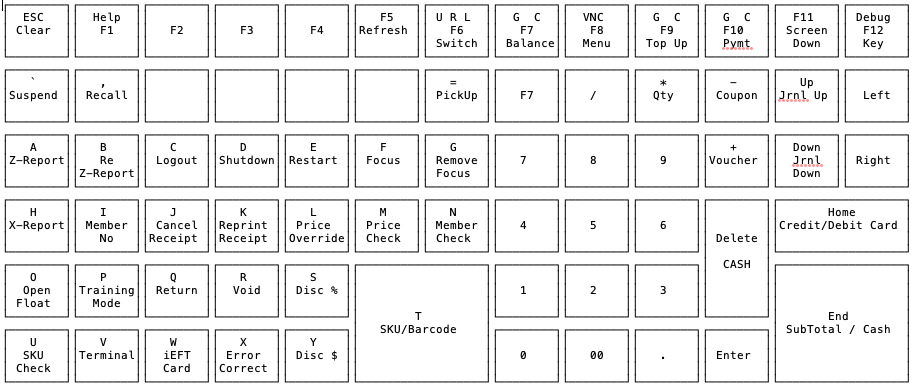 ESC
Clear
Help
F1
F2
F3
F4
F5
Refresh
U R L
F6
Switch
G C
F7
Balance
VNC
F8
Menu
G C
F9
Top Up
G C
F10
Pymt
F11
Screen
Down
Debug
F12
Key
`
Suspend
,
Recall
=
PickUp
F7
/
*
Qty
-
Coupon
Up
Jrnl Up
Left
A
Z-Report
B
Re
Z-Report
C
Logout
D
Shutdown
E
Restart
F
Focus
G
Remove
Focus
7
8
9
+
Voucher
Down
Jrnl
Down
Right
H
X-Report
I
Member
No
J
Cancel
Receipt
K
Reprint
Receipt
L
Price
Override
M
Price
Check
N
Member
Check
4
5
6
Delete
CASH
Home
Credit/Debit Card
O
Open
Float
P
Training
Mode
Q
Return
R
Void
S
Disc %
T
SKU/Barcode
1
2
3
End
SubTotal / Cash
U
SKU
Check
V
Terminal
W
iEFT
Card
X
Error
Correct
Y
Disc $
0
00
.
Enter